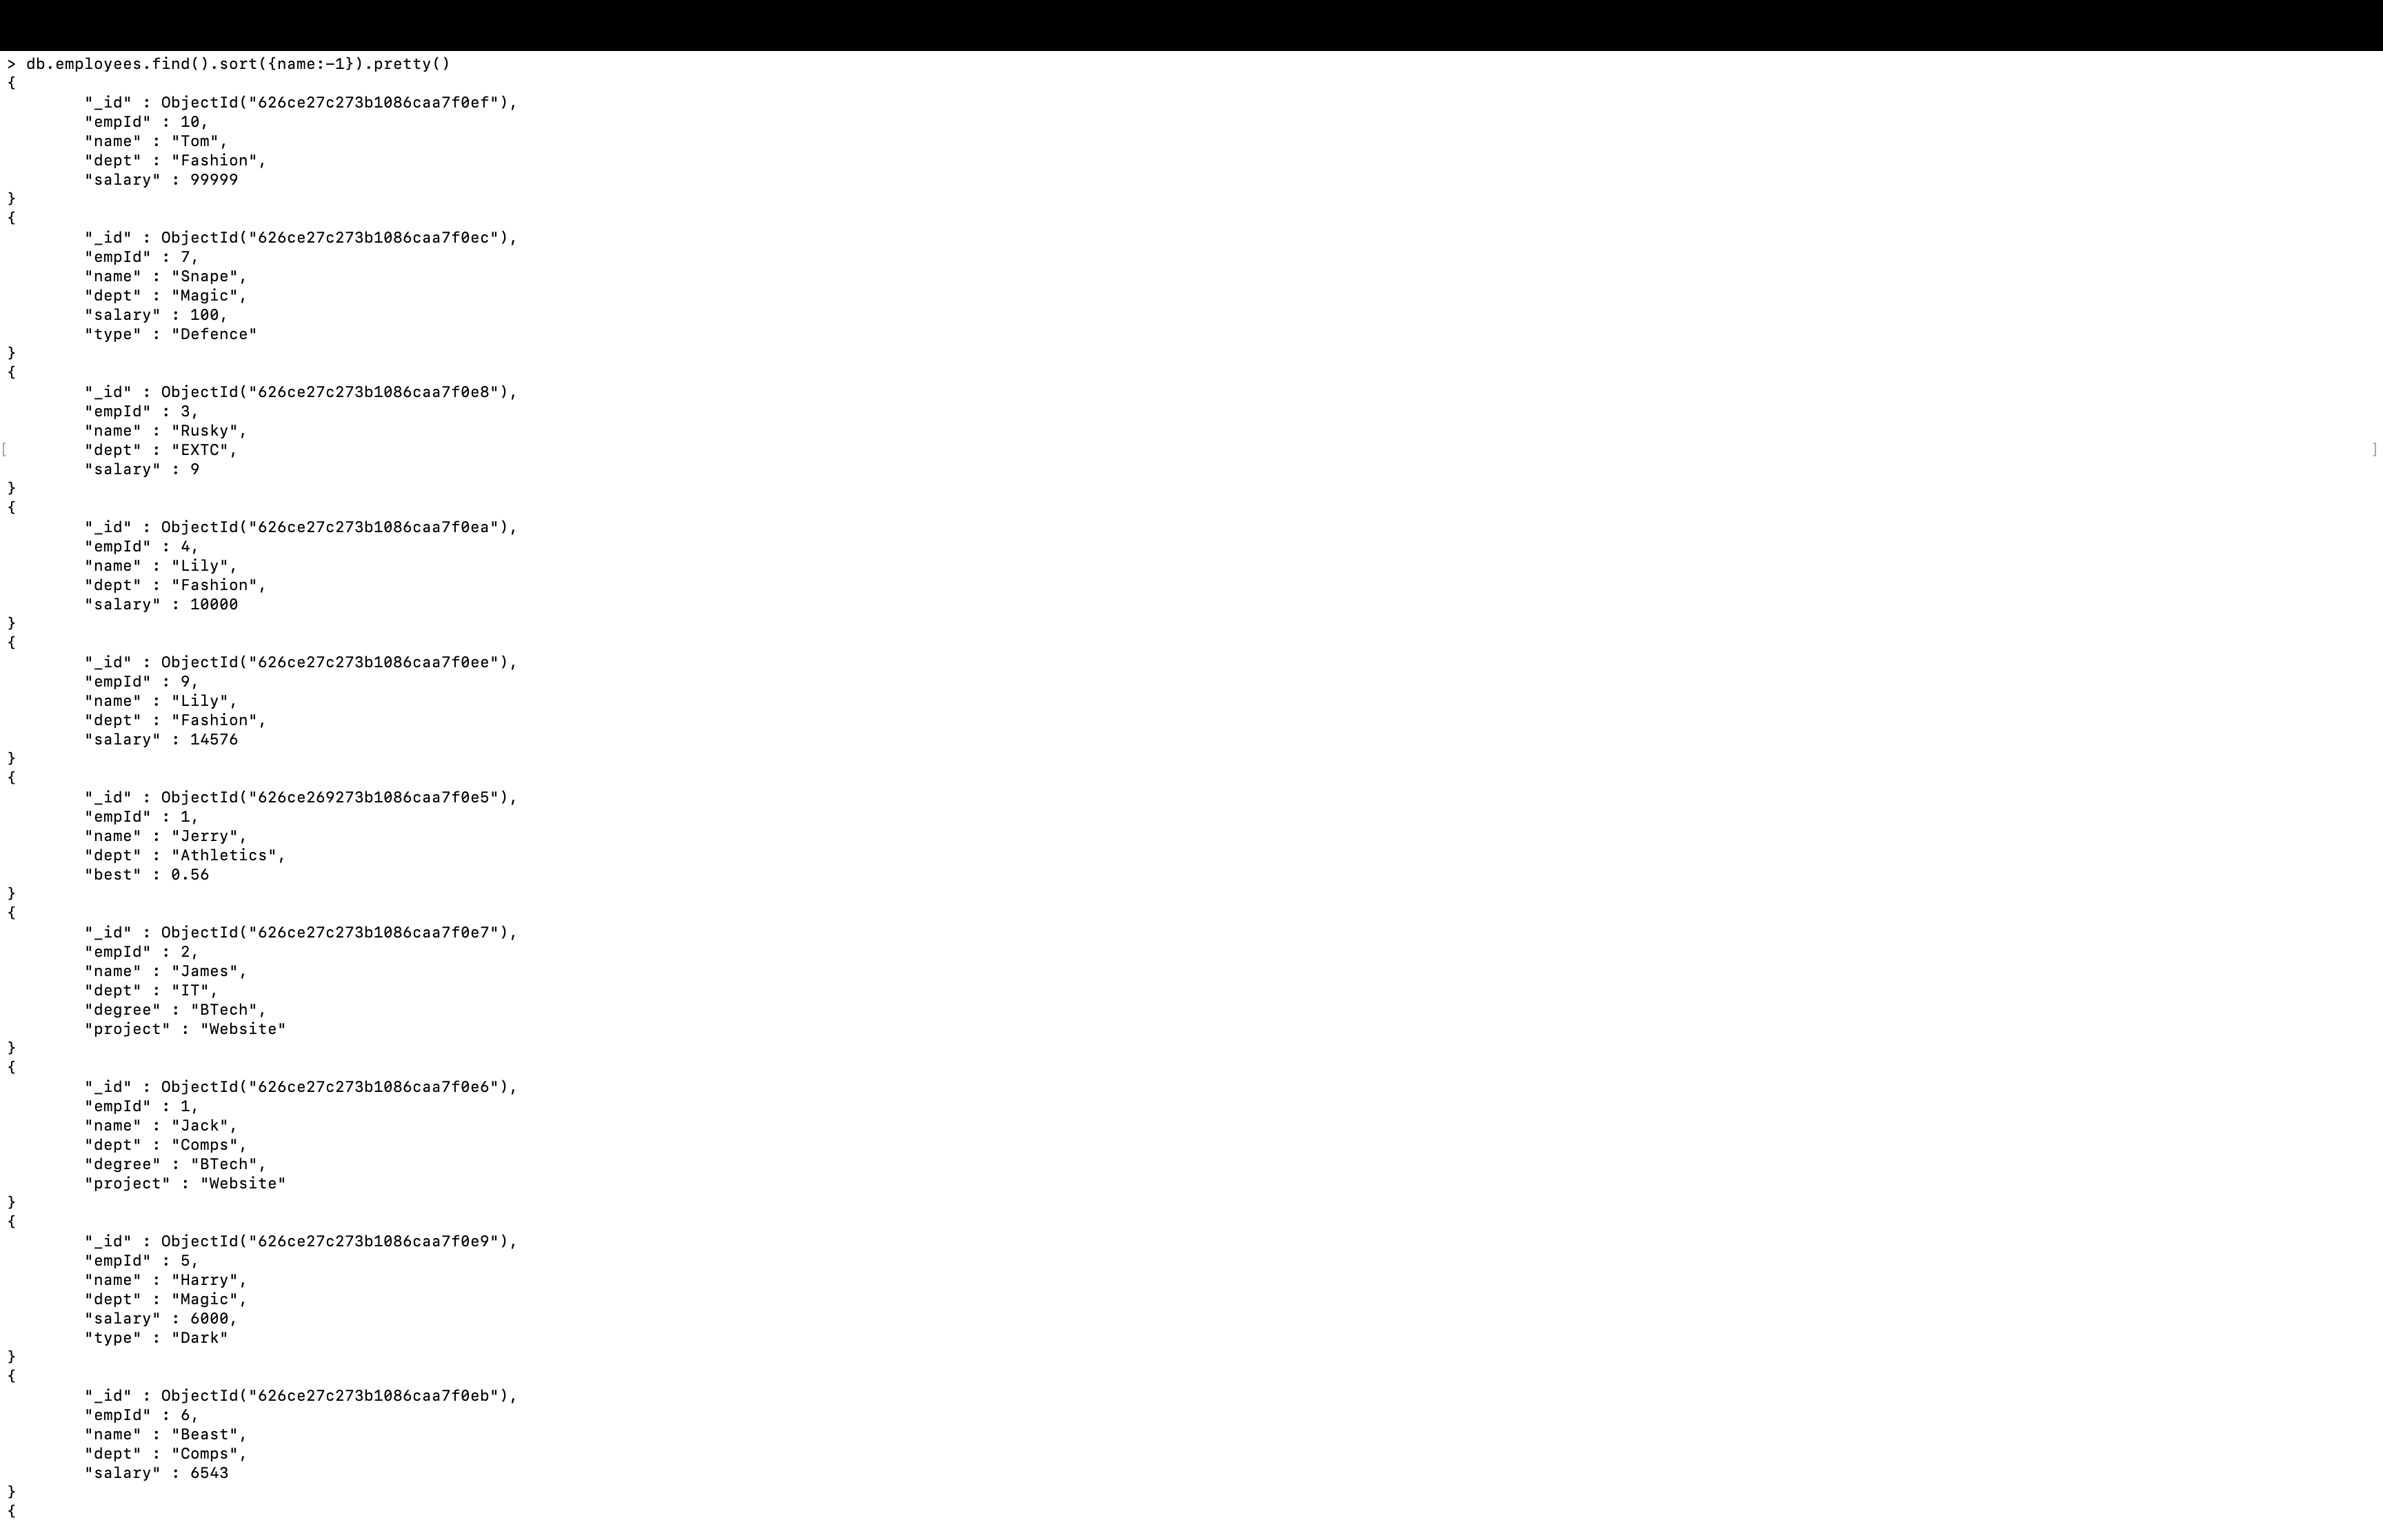 > db.employees.find().sort({name:-1}).pretty()
{
        "_id" : ObjectId("626ce27c273b1086caa7f0ef"),
        "empId" : 10,
        "name" : "Tom",
        "dept" : "Fashion",
        "salary" : 99999
}
{
        "_id" : ObjectId("626ce27c273b1086caa7f0ec"),
        "empId" : 7,
        "name" : "Snape",
        "dept" : "Magic",
        "salary" : 100,
        "type" : "Defence"
}
{
        "_id" : ObjectId("626ce27c273b1086caa7f0e8"),
        "empId" : 3,
        "name" : "Rusky",
[        "dept" : "EXTC", ]
        "salary" : 9
}
{
        "_id" : ObjectId("626ce27c273b1086caa7f0ea"),
        "empId" : 4,
        "name" : "Lily",
        "dept" : "Fashion",
        "salary" : 10000
}
{
        "_id" : ObjectId("626ce27c273b1086caa7f0ee"),
        "empId" : 9,
        "name" : "Lily",
        "dept" : "Fashion",
        "salary" : 14576
}
{
        "_id" : ObjectId("626ce269273b1086caa7f0e5"),
        "empId" : 1,
        "name" : "Jerry",
        "dept" : "Athletics",
        "best" : 0.56
}
{
        "_id" : ObjectId("626ce27c273b1086caa7f0e7"),
        "empId" : 2,
        "name" : "James",
        "dept" : "IT",
        "degree" : "BTech",
        "project" : "Website"
}
{
        "_id" : ObjectId("626ce27c273b1086caa7f0e6"),
        "empId" : 1,
        "name" : "Jack",
        "dept" : "Comps",
        "degree" : "BTech",
        "project" : "Website"
}
{
        "_id" : ObjectId("626ce27c273b1086caa7f0e9"),
        "empId" : 5,
        "name" : "Harry",
        "dept" : "Magic",
        "salary" : 6000,
        "type" : "Dark"
}
{
        "_id" : ObjectId("626ce27c273b1086caa7f0eb"),
        "empId" : 6,
        "name" : "Beast",
        "dept" : "Comps",
        "salary" : 6543
}
{